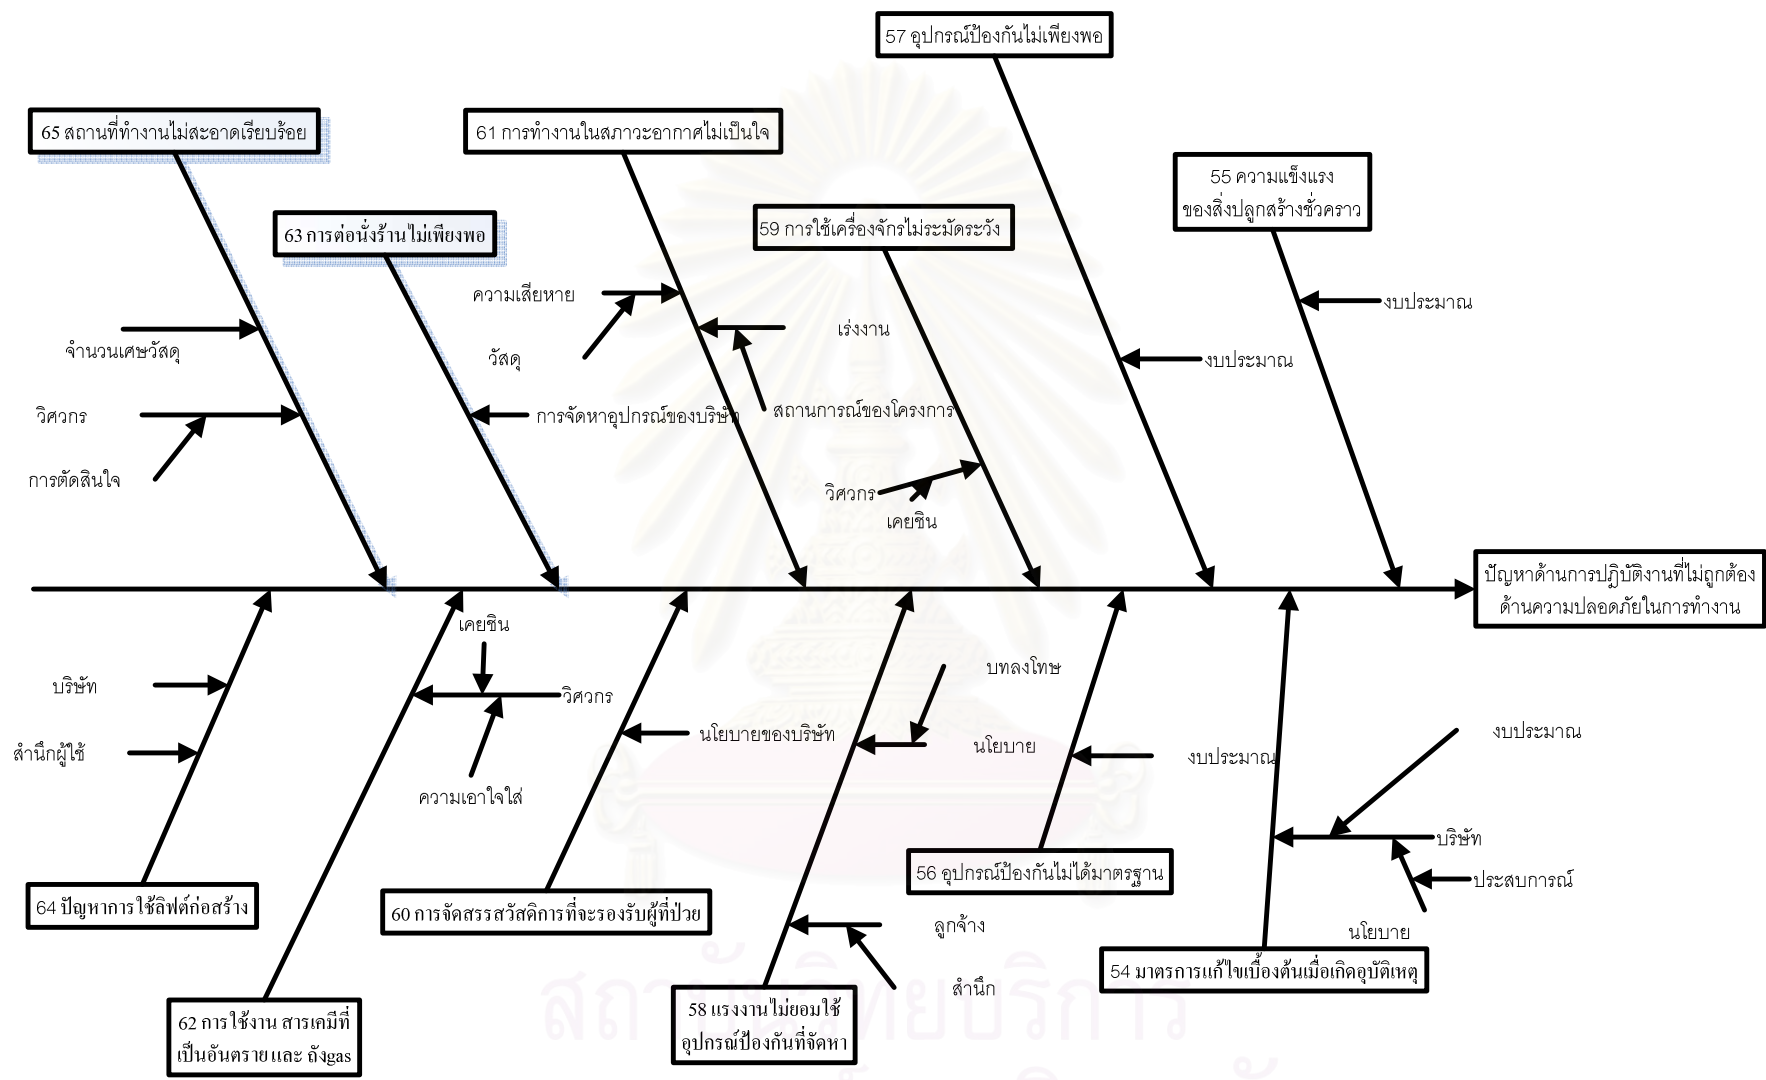 57 อุปกรณ์ป้องกันไม่เพียงพอ
65 สถานที่ทำงานไม่สะอาดเรียบร้อย
61 การทำงานในสภาวะอากาศไม่เป็นใจ
55 ความแข็งแรง
ของสิ่งปลูกสร้างชั่วคราว
63 การต่อนั่งร้านไม่เพียงพอ
59 การใช้เครื่องจักรไม่ระมัดระวัง
ความเสียหาย
งบประมาณ
เร่งงาน
จำนวนเศษวัสดุ
วัสดุ
งบประมาณ
วิศวกร
การจัดหาอุปกรณ์ของบริษัท
สถานการณ์ของโครงการ
การตัดสินใจ
วิศวกร
เคยชิน
ปัญหาด้านการปฏิบัติงานที่ไม่ถูกต้อง
ด้านความปลอดภัยในการทำงาน
เคยชิน
บริษัท
วิศวกร
บทลงโทษ
สำนึกผู้ใช้
นโยบายของบริษัท
นโยบาย
งบประมาณ
งบประมาณ
ความเอาใจใส่
บริษัท
56 อุปกรณ์ป้องกันไม่ได้มาตรฐาน
ประสบการณ์
64 ปัญหาการใช้ลิฟต์ก่อสร้าง
60 การจัดสรรสวัสดิการที่จะรองรับผู้ที่ป่วย
ลูกจ้าง
นโยบาย
54 มาตรการแก้ไขเบื้องต้นเมื่อเกิดอุบัติเหตุ
สำนึก
62 การใช้งาน สารเคมีที่
เป็นอันตราย และ ถังgas
58 แรงงานไม่ยอมใช้
อุปกรณ์ป้องกันที่จัดหา
สถาบันวิทยบริการ